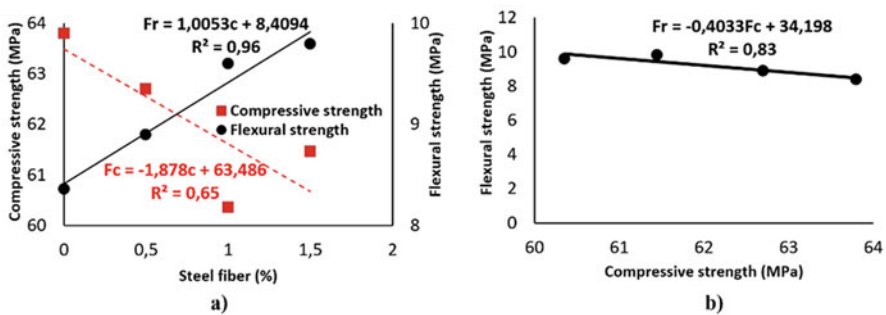 Fr = 1,0053c + 8,4094
R² = 0,96
Compressive strength (MPa)
64
63
62
61
60
10
9
8
Flexural strength (MPa)
Compressive strength
Flexural strength
Fc = -1,878c + 63,486
R² = 0,65
0
0,5
1
1,5
2
Steel fiber (%)
a)
Fr = -0,4033Fc + 34,198
R² = 0,83
Flexural strength (MPa)
12
10
8
6
4
2
0
60
61
62
63
64
Compressive strength (MPa)
b)